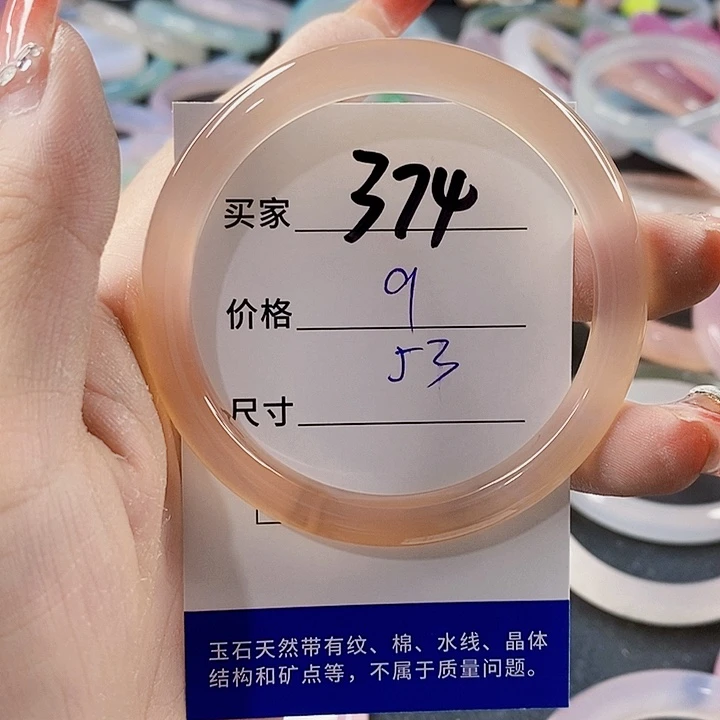 买家 374
价格 9
53
尺寸
玉石天然带有纹、棉、水线、晶体
结构和矿点等，不属于质量问题。